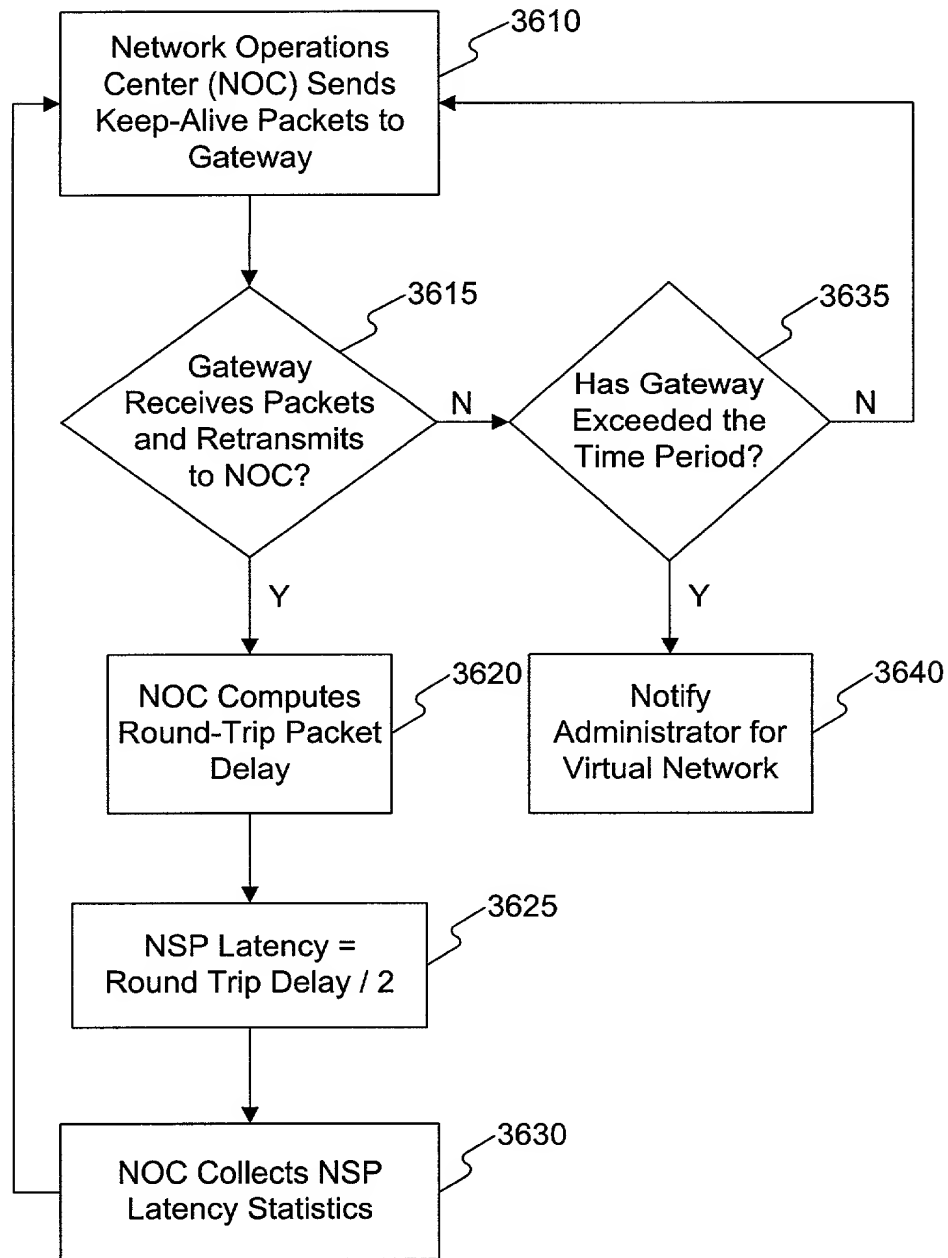 3610
Network Operations
Center (NOC) Sends
Keep-Alive Packets to
Gateway
3615
Gateway
Receives Packets
and Retransmits
to NOC?
N
Y
3635
Has Gateway
Exceeded the
Time Period?
N
Y
3620
NOC Computes
Round-Trip Packet
Delay
3640
Notify
Administrator for
Virtual Network
3625
NSP Latency =
Round Trip Delay / 2
3630
NOC Collects NSP
Latency Statistics